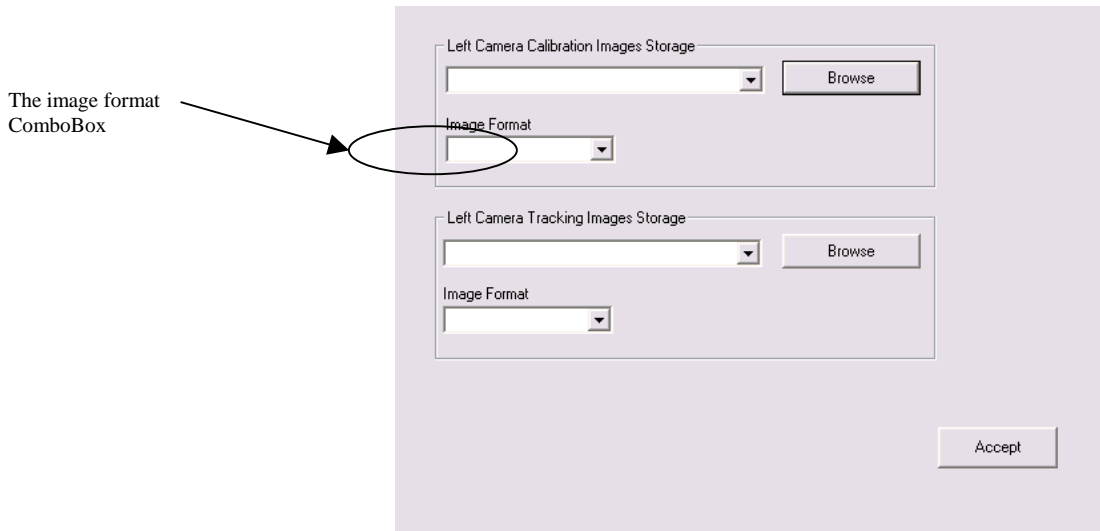 Left Camera Calibration Images Storage
Browse
The image format
ComboBox
Image Format
Left Camera Tracking Images Storage
Browse
Image Format
Accept